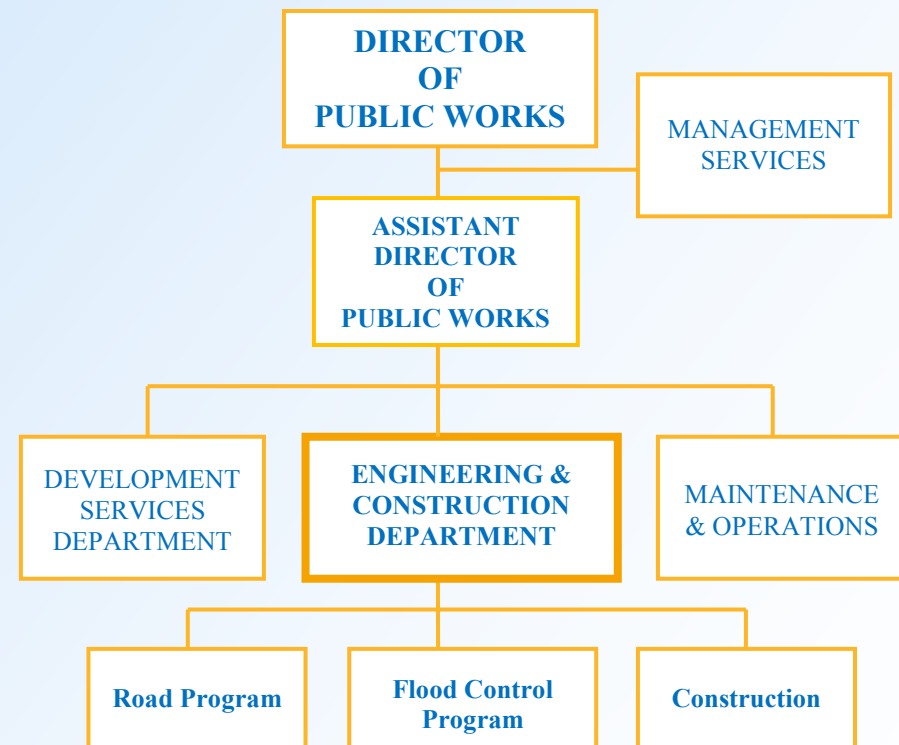 DIRECTOR
OF
PUBLIC WORKS
MANAGEMENT
SERVICES
ASSISTANT
DIRECTOR
OF
PUBLIC WORKS
DEVELOPMENT
SERVICES
DEPARTMENT
ENGINEERING &
CONSTRUCTION
DEPARTMENT
MAINTENANCE
& OPERATIONS
Road Program
Flood Control
Program
Construction